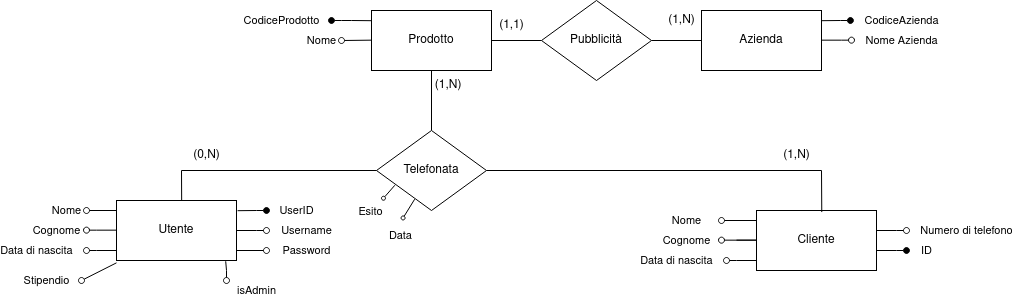 CodiceProdotto
Nome
Prodotto
(1,1)
Pubblicità
(1,N)
Azienda
CodiceAzienda
Nome Azienda
(1,N)
(0,N)
Telefonata
(1,N)
Esito
Data
Nome
Cognome
Data di nascita
Stipendio
Utente
UserID
Username
Password
isAdmin
Nome
Cognome
Data di nascita
Cliente
Numero di telefono
ID